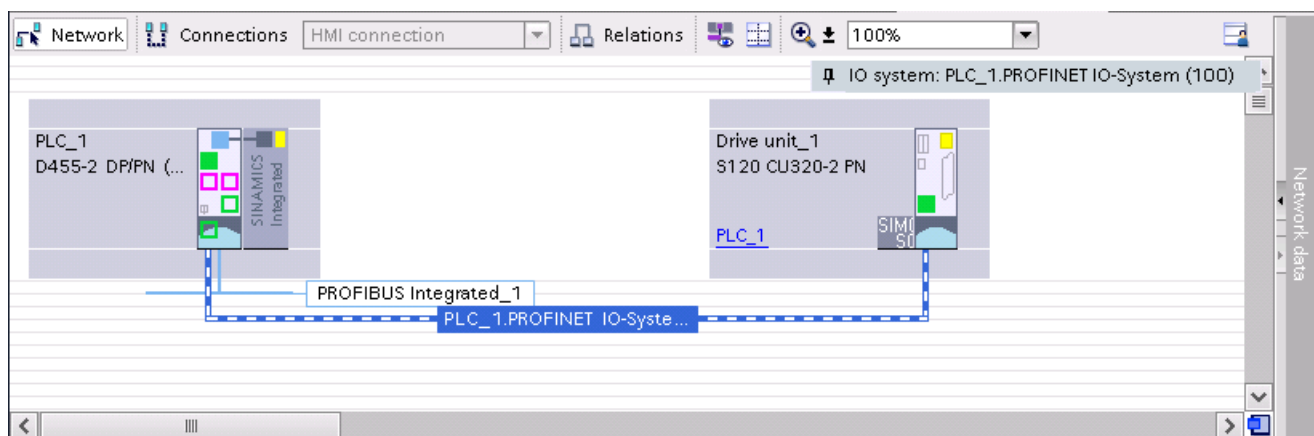 Network Connections HMI connection Relations 100%
IO system: PLC_1.PROFINET IO-System (100)
PLC_1
D455-2 DP/PN (...
SINAMICS
Integrated
Drive unit_1
S120 CU320-2 PN
PLC_1
PROFIBUS Integrated_1
PLC_1.PROFINET IO-Syste...
Network data